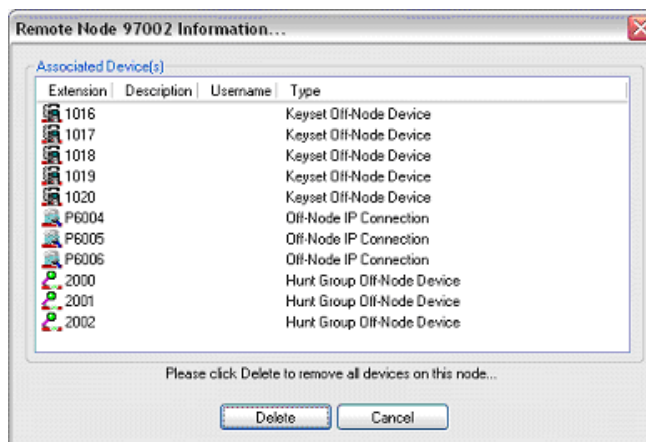 Remote Node 97002 Information...
Associated Device(s)
Extension Description Username Type
1016 Keyset Off-Node Device
1017 Keyset Off-Node Device
1018 Keyset Off-Node Device
1019 Keyset Off-Node Device
1020 Keyset Off-Node Device
P6004 Off-Node IP Connection
P6005 Off-Node IP Connection
P6006 Off-Node IP Connection
2000 Hunt Group Off-Node Device
2001 Hunt Group Off-Node Device
2002 Hunt Group Off-Node Device
Please click Delete to remove all devices on this node...
Delete Cancel